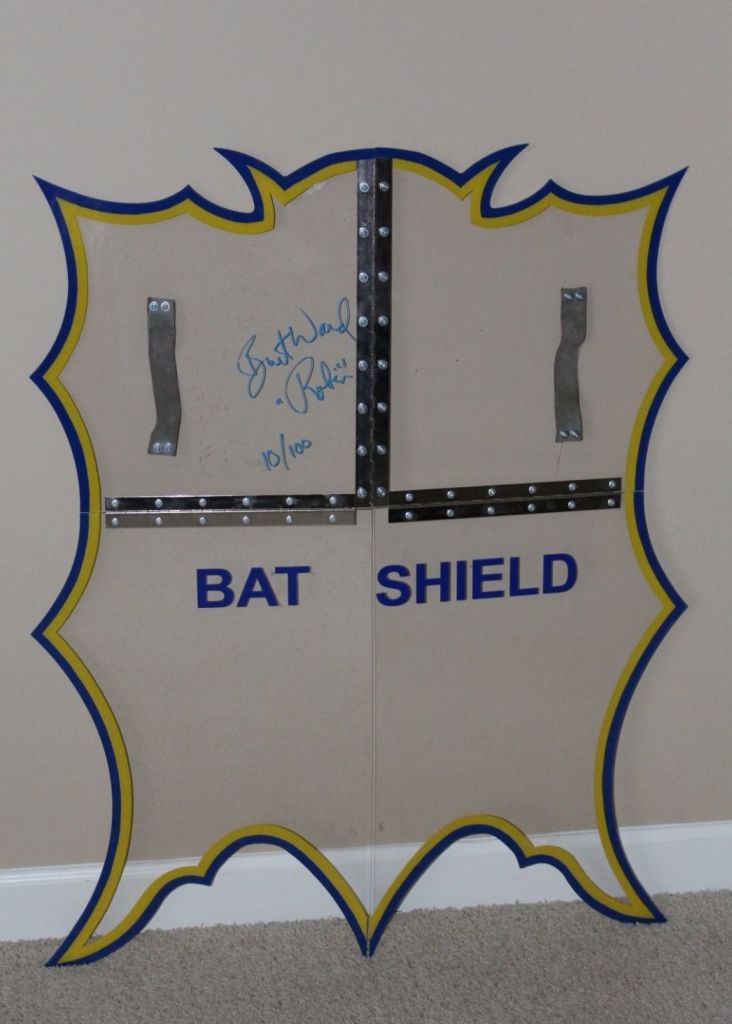 Burt Ward
"Robin"
10/100
BAT SHIELD